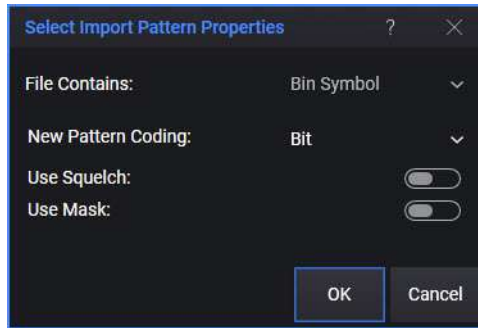 Select Import Pattern Properties ?
File Contains: Bin Symbol
New Pattern Coding: Bit
Use Squelch:
Use Mask:
OK Cancel